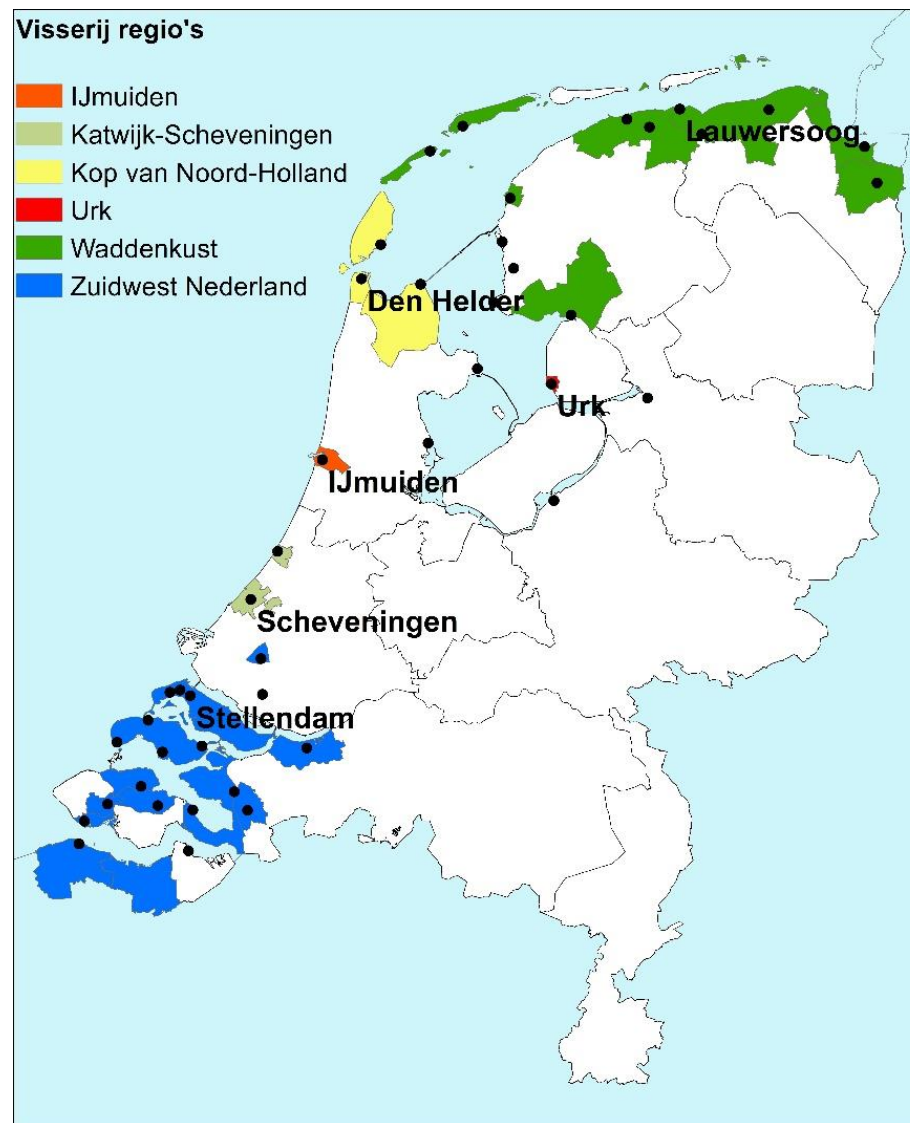 Visserij regio's
IJmuiden
Katwijk-Scheveningen
Kop van Noord-Holland
Urk
Waddenkust
Zuidwest Nederland
Lauwersoog
Den Helder
Urk
IJmuiden
Scheveningen
Stellendam